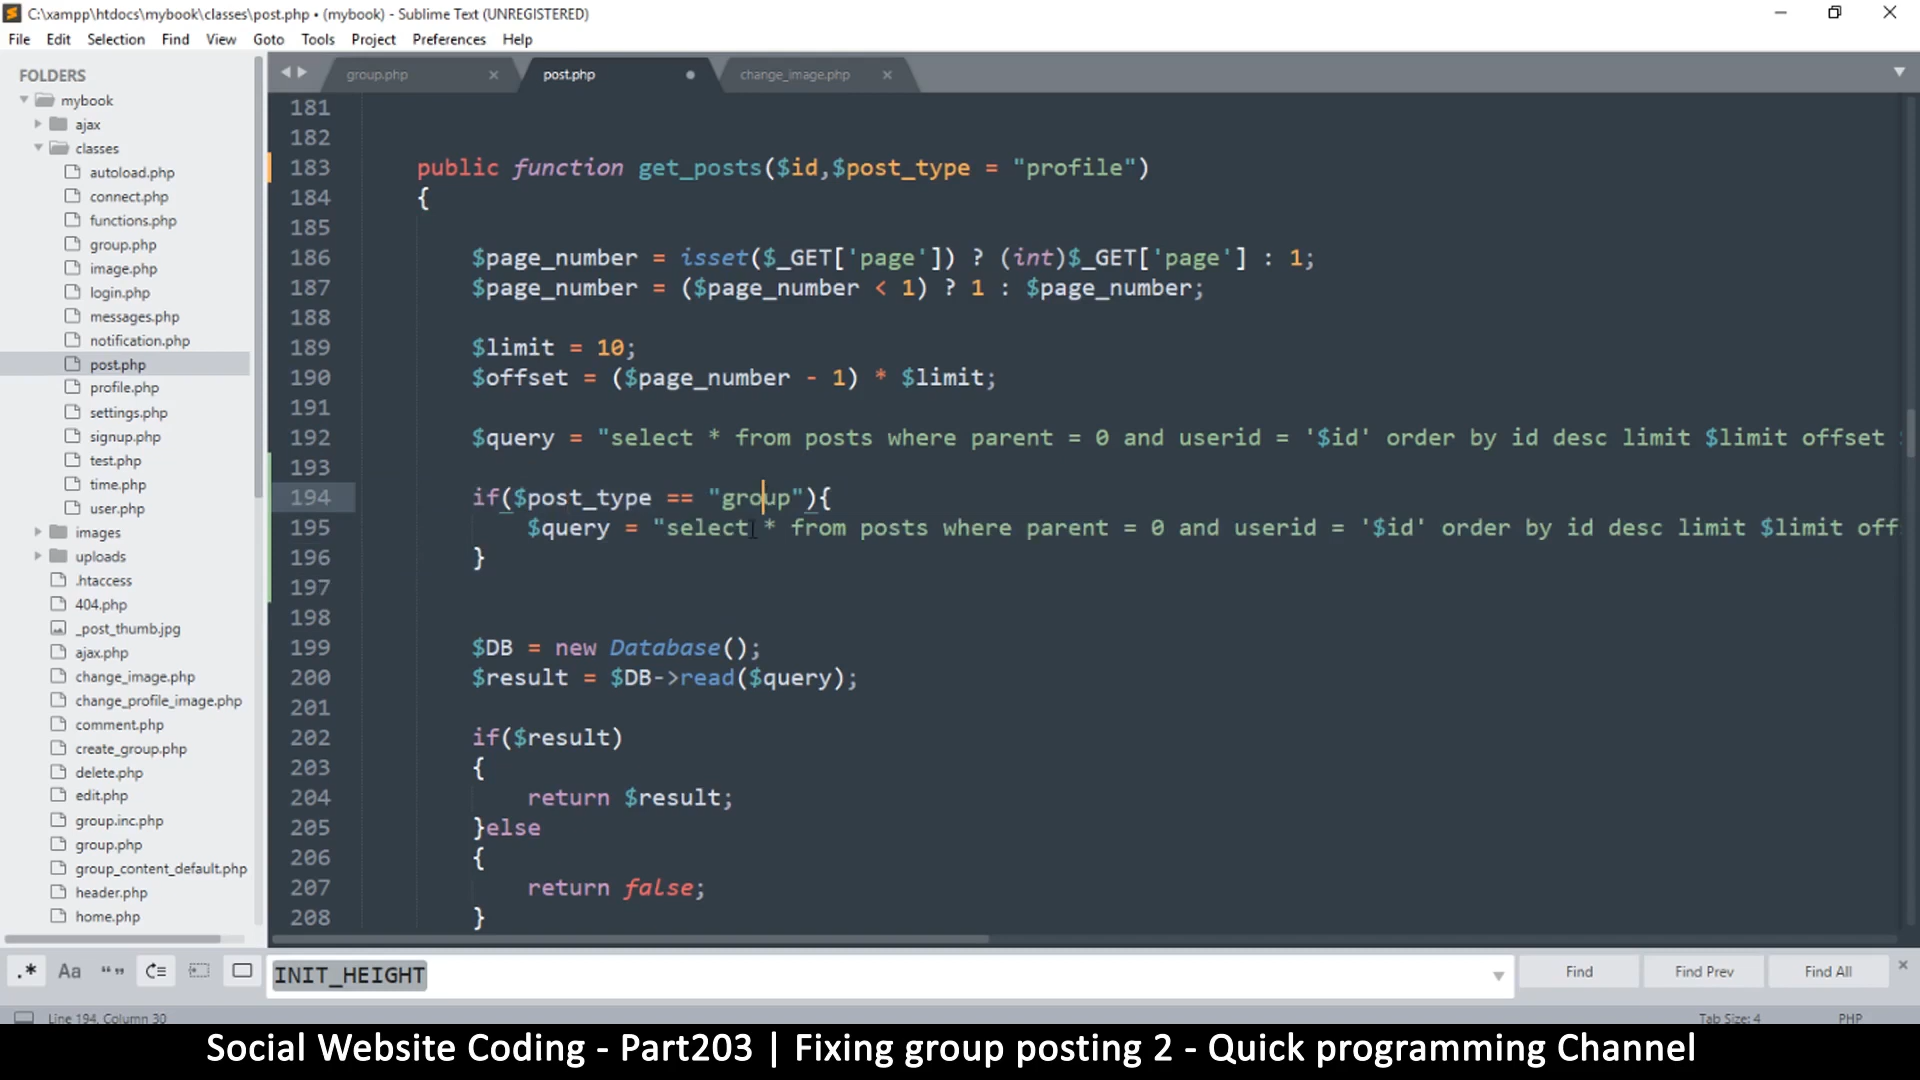 C:\xampp\htdocs\mybook\classes\post.php • (mybook) - Sublime Text (UNREGISTERED)
File Edit Selection Find View Goto Tools Project Preferences Help
FOLDERS
mybook
ajax
classes
autoload.php
connect.php
functions.php
group.php
image.php
login.php
messages.php
notification.php
post.php
profile.php
settings.php
signup.php
test.php
time.php
user.php
images
uploads
.htaccess
404.php
_post_thumb.jpg
ajax.php
change_image.php
change_profile_image.php
comment.php
create_group.php
delete.php
edit.php
group.inc.php
group.php
group_content_default.php
header.php
home.php
group.php post.php change_image.php
181
182
183 public function get_posts($id,$post_type = "profile")
184 {
185
186 $page_number = isset($_GET['page']) ? (int)$_GET['page'] : 1;
187 $page_number = ($page_number < 1) ? 1 : $page_number;
188
189 $limit = 10;
190 $offset = ($page_number - 1) * $limit;
191
192 $query = "select * from posts where parent = 0 and userid = '$id' order by id desc limit $limit offset
193
194 if($post_type == "group"){
195 $query = "select * from posts where parent = 0 and userid = '$id' order by id desc limit $limit off
196 }
197
198
199 $DB = new Database();
200 $result = $DB->read($query);
201
202 if($result)
203 {
204 return $result;
205 }else
206 {
207 return false;
208 }
.* Aa “ ” INIT_HEIGHT Find Find Prev Find All
Line 194, Column 30 Tab Size: 4 PHP
Social Website Coding - Part203 | Fixing group posting 2 - Quick programming Channel